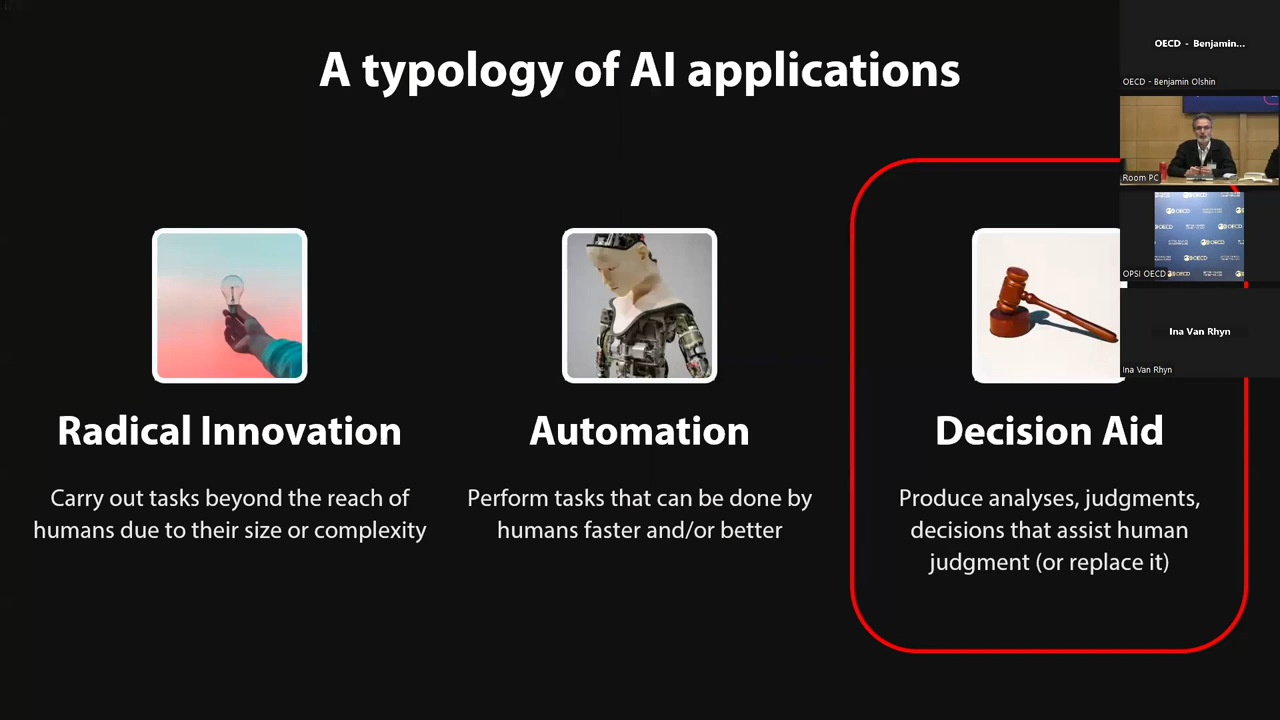 A typology of AI applications
Radical Innovation
Carry out tasks beyond the reach of
humans due to their size or complexity
Automation
Perform tasks that can be done by
humans faster and/or better
Decision Aid
Produce analyses, judgments,
decisions that assist human
judgment (or replace it)
OECD - Benjamin...
OECD - Benjamin Olshin
Room PC
OECD
OPSI OECD
Ina Van Rhyn
Ina Van Rhyn